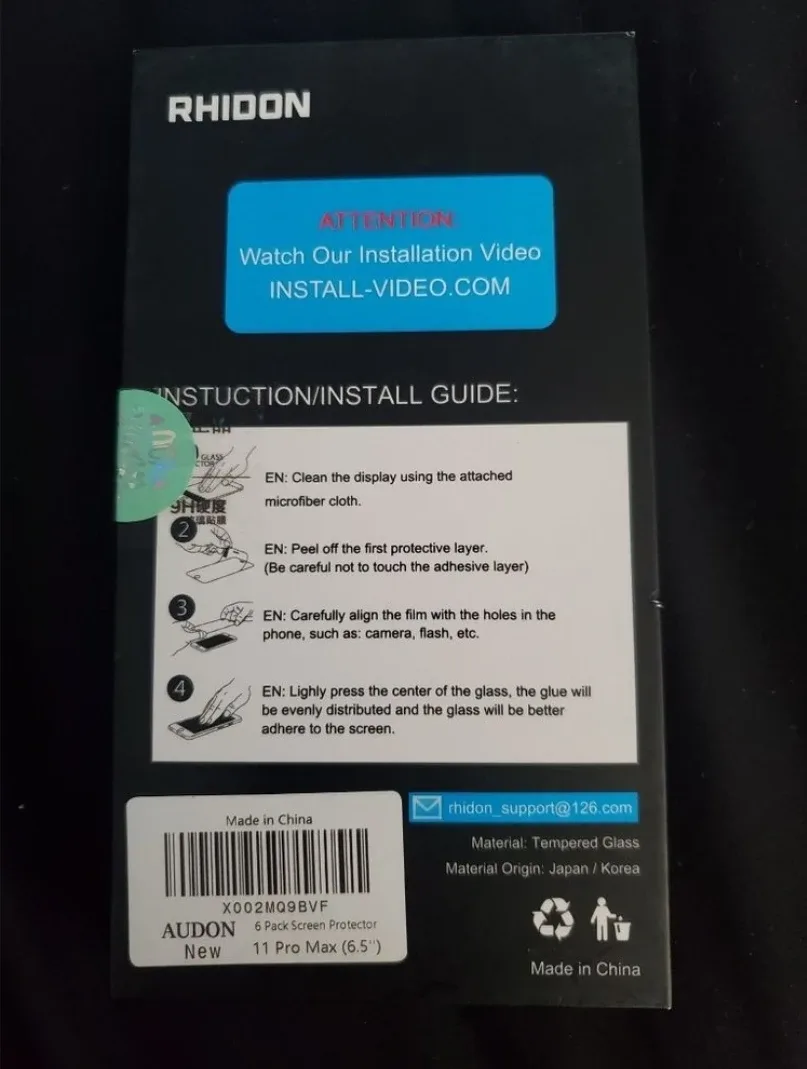 RHIDON
ATTENTION
Watch Our Installation Video
INSTALL-VIDEO.COM
INSTUCTION/INSTALL GUIDE:
GLASS
9H硬度
EN: Clean the display using the attached
microfiber cloth.
2
EN: Peel off the first protective layer.
(Be careful not to touch the adhesive layer)
3
EN: Carefully align the film with the holes in the
phone, such as: camera, flash, etc.
4
EN: Lighly press the center of the glass, the glue will
be evenly distributed and the glass will be better
adhere to the screen.
Made in China
X002MQ9BVF
AUDON 6 Pack Screen Protector
New 11 Pro Max (6.5")
rhidon_support@126.com
Material: Tempered Glass
Material Origin: Japan / Korea
Made in China